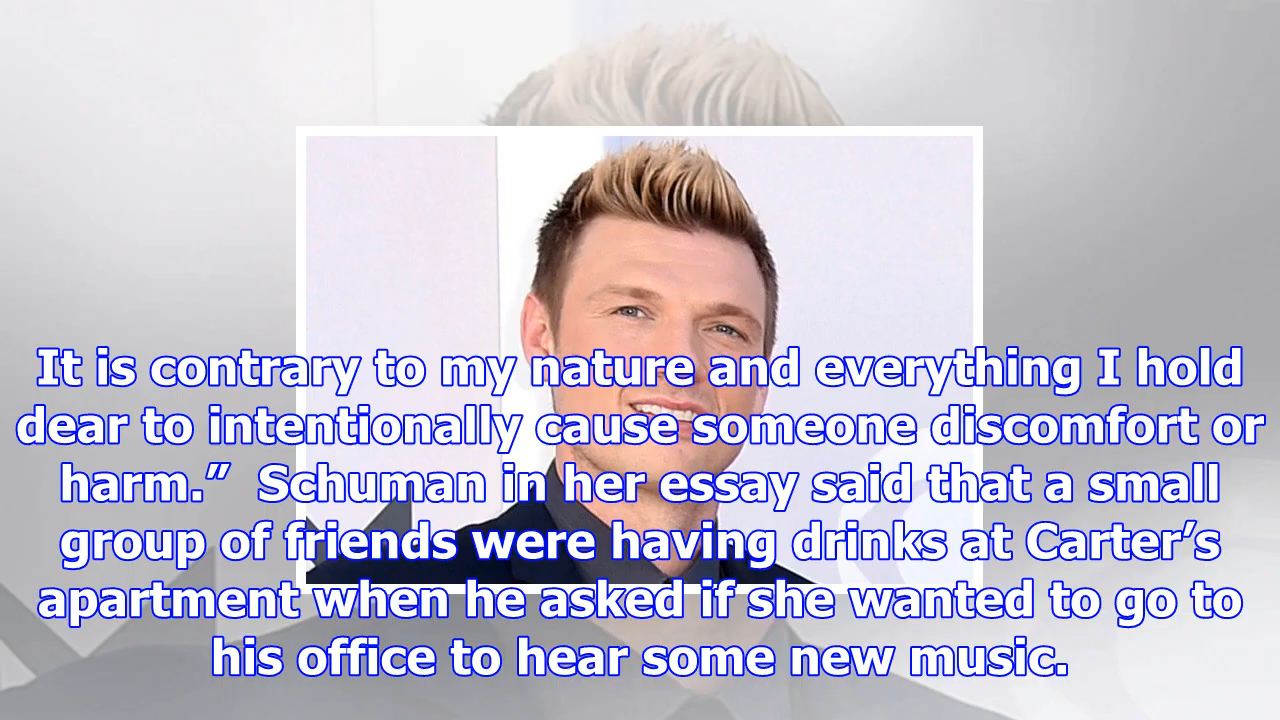 It is contrary to my nature and everything I hold
dear to intentionally cause someone discomfort or
harm.”  Schuman in her essay said that a small
group of friends were having drinks at Carter’s
apartment when he asked if she wanted to go to
his office to hear some new music.